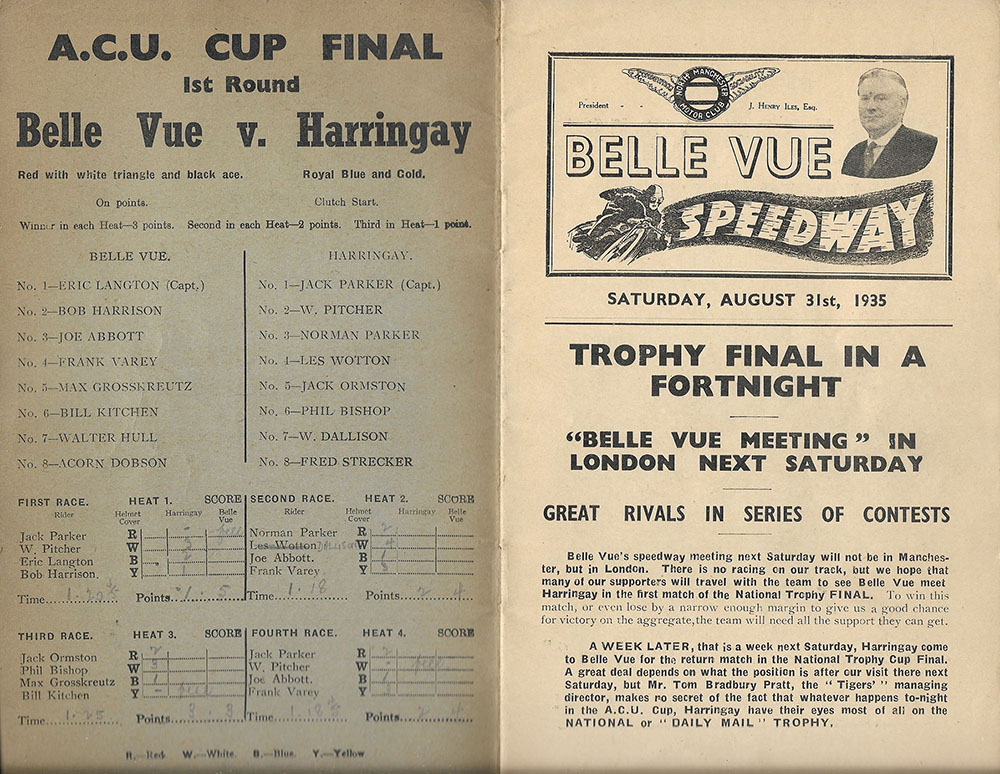 A.C.U. CUP FINAL
1st Round
Belle Vue v. Harringay
Red with white triangle and black ace. Royal Blue and Gold.
On points. Clutch Start.
Winner in each Heat—3 points. Second in each Heat—2 points. Third in Heat—1 point.
BELLE VUE. HARRINGAY.
No. 1—ERIC LANGTON (Capt.) No. 1—JACK PARKER (Capt.)
No. 2—BOB HARRISON No. 2—W. PITCHER
No. 3—JOE ABBOTT No. 3—NORMAN PARKER
No. 4—FRANK VAREY No. 4—LES WOTTON
No. 5—MAX GROSSKREUTZ No. 5—JACK ORMSTON
No. 6—BILL KITCHEN No. 6—PHIL BISHOP
No. 7—WALTER HULL No. 7—W. DALLISON
No. 8—ACORN DOBSON No. 8—FRED STRECKER
FIRST RACE. HEAT 1. SCORE
Rider Helmet Cover Harringay Belle Vue
Jack Parker R
W. Pitcher W
Eric Langton B
Bob Harrison. Y
Time Points 1 5
SECOND RACE. HEAT 2. SCORE
Rider Helmet Cover Harringay Belle Vue
Norman Parker R 2
Les Wotton W
Joe Abbott. B
Frank Varey Y
Time 1.18 Points 2 4
THIRD RACE. HEAT 3. SCORE
Jack Ormston R 2
Phil Bishop W
Max Grosskreutz B
Bill Kitchen Y
Time 1.25 Points 3 3
FOURTH RACE. HEAT 4. SCORE
Jack Parker R 2
W. Pitcher W
Joe Abbott. B
Frank Varey Y
Time Points 2 4
R.—Red. W.—White. B.—Blue. Y.—Yellow
NORTH MANCHESTER MOTOR CLUB
President - - J. HENRY ILES, Esq.
BELLE VUE
SPEEDWAY
SATURDAY, AUGUST 31st, 1935
TROPHY FINAL IN A
FORTNIGHT
“BELLE VUE MEETING” IN
LONDON NEXT SATURDAY
GREAT RIVALS IN SERIES OF CONTESTS
Belle Vue's speedway meeting next Saturday will not be in Manches-
ter, but in London. There is no racing on our track, but we hope that
many of our supporters will travel with the team to see Belle Vue meet
Harringay in the first match of the National Trophy FINAL. To win this
match, or even lose by a narrow enough margin to give us a good chance
for victory on the aggregate,the team will need all the support they can get.
A WEEK LATER, that is a week next Saturday, Harringay come
to Belle Vue for the return match in the National Trophy Cup Final.
A great deal depends on what the position is after our visit there next
Saturday, but Mr. Tom Bradbury Pratt, the “ Tigers' ” managing
director, makes no secret of the fact that whatever happens to-night
in the A.C.U. Cup, Harringay have their eyes most of all on the
NATIONAL or “ DAILY MAIL ” TROPHY.